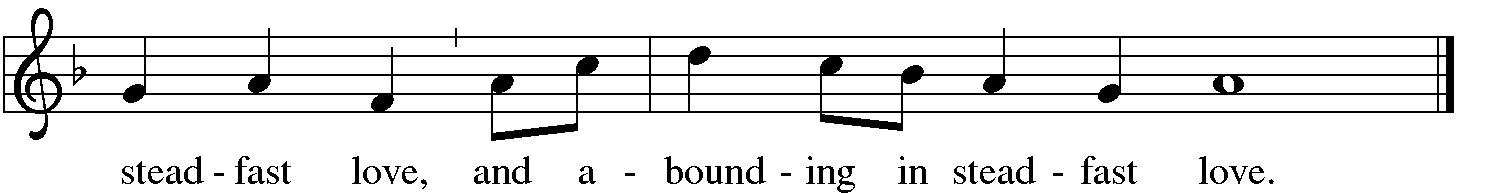 stead - fast love, and a - bound - ing in stead - fast love.